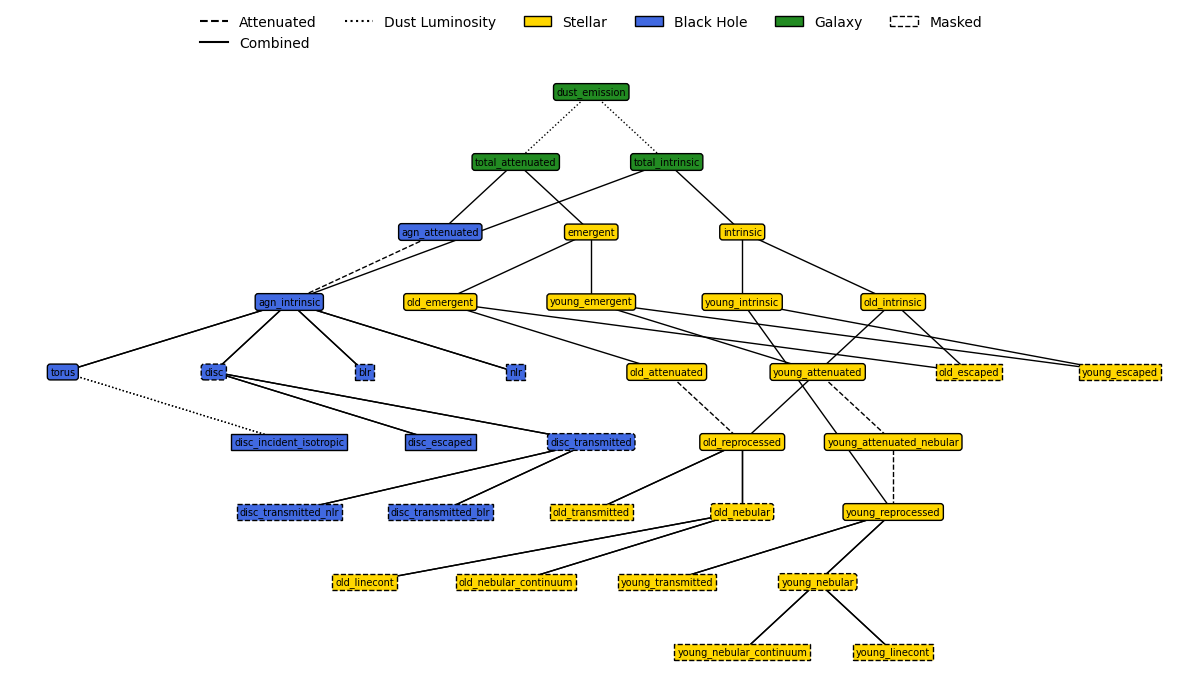 Attenuated Dust Luminosity Stellar Black Hole Galaxy Masked
Combined
dust_emission
total_attenuated total_intrinsic
agn_attenuated emergent intrinsic
agn_intrinsic old_emergent young_emergent young_intrinsic old_intrinsic
torus disc blr nlr old_attenuated young_attenuated old_escaped young_escaped
disc_incident_isotropic disc_escaped disc_transmitted old_reprocessed young_attenuated_nebular
disc_transmitted_nlr disc_transmitted_blr old_transmitted old_nebular young_reprocessed
old_linecont old_nebular_continuum young_transmitted young_nebular
young_nebular_continuum young_linecont